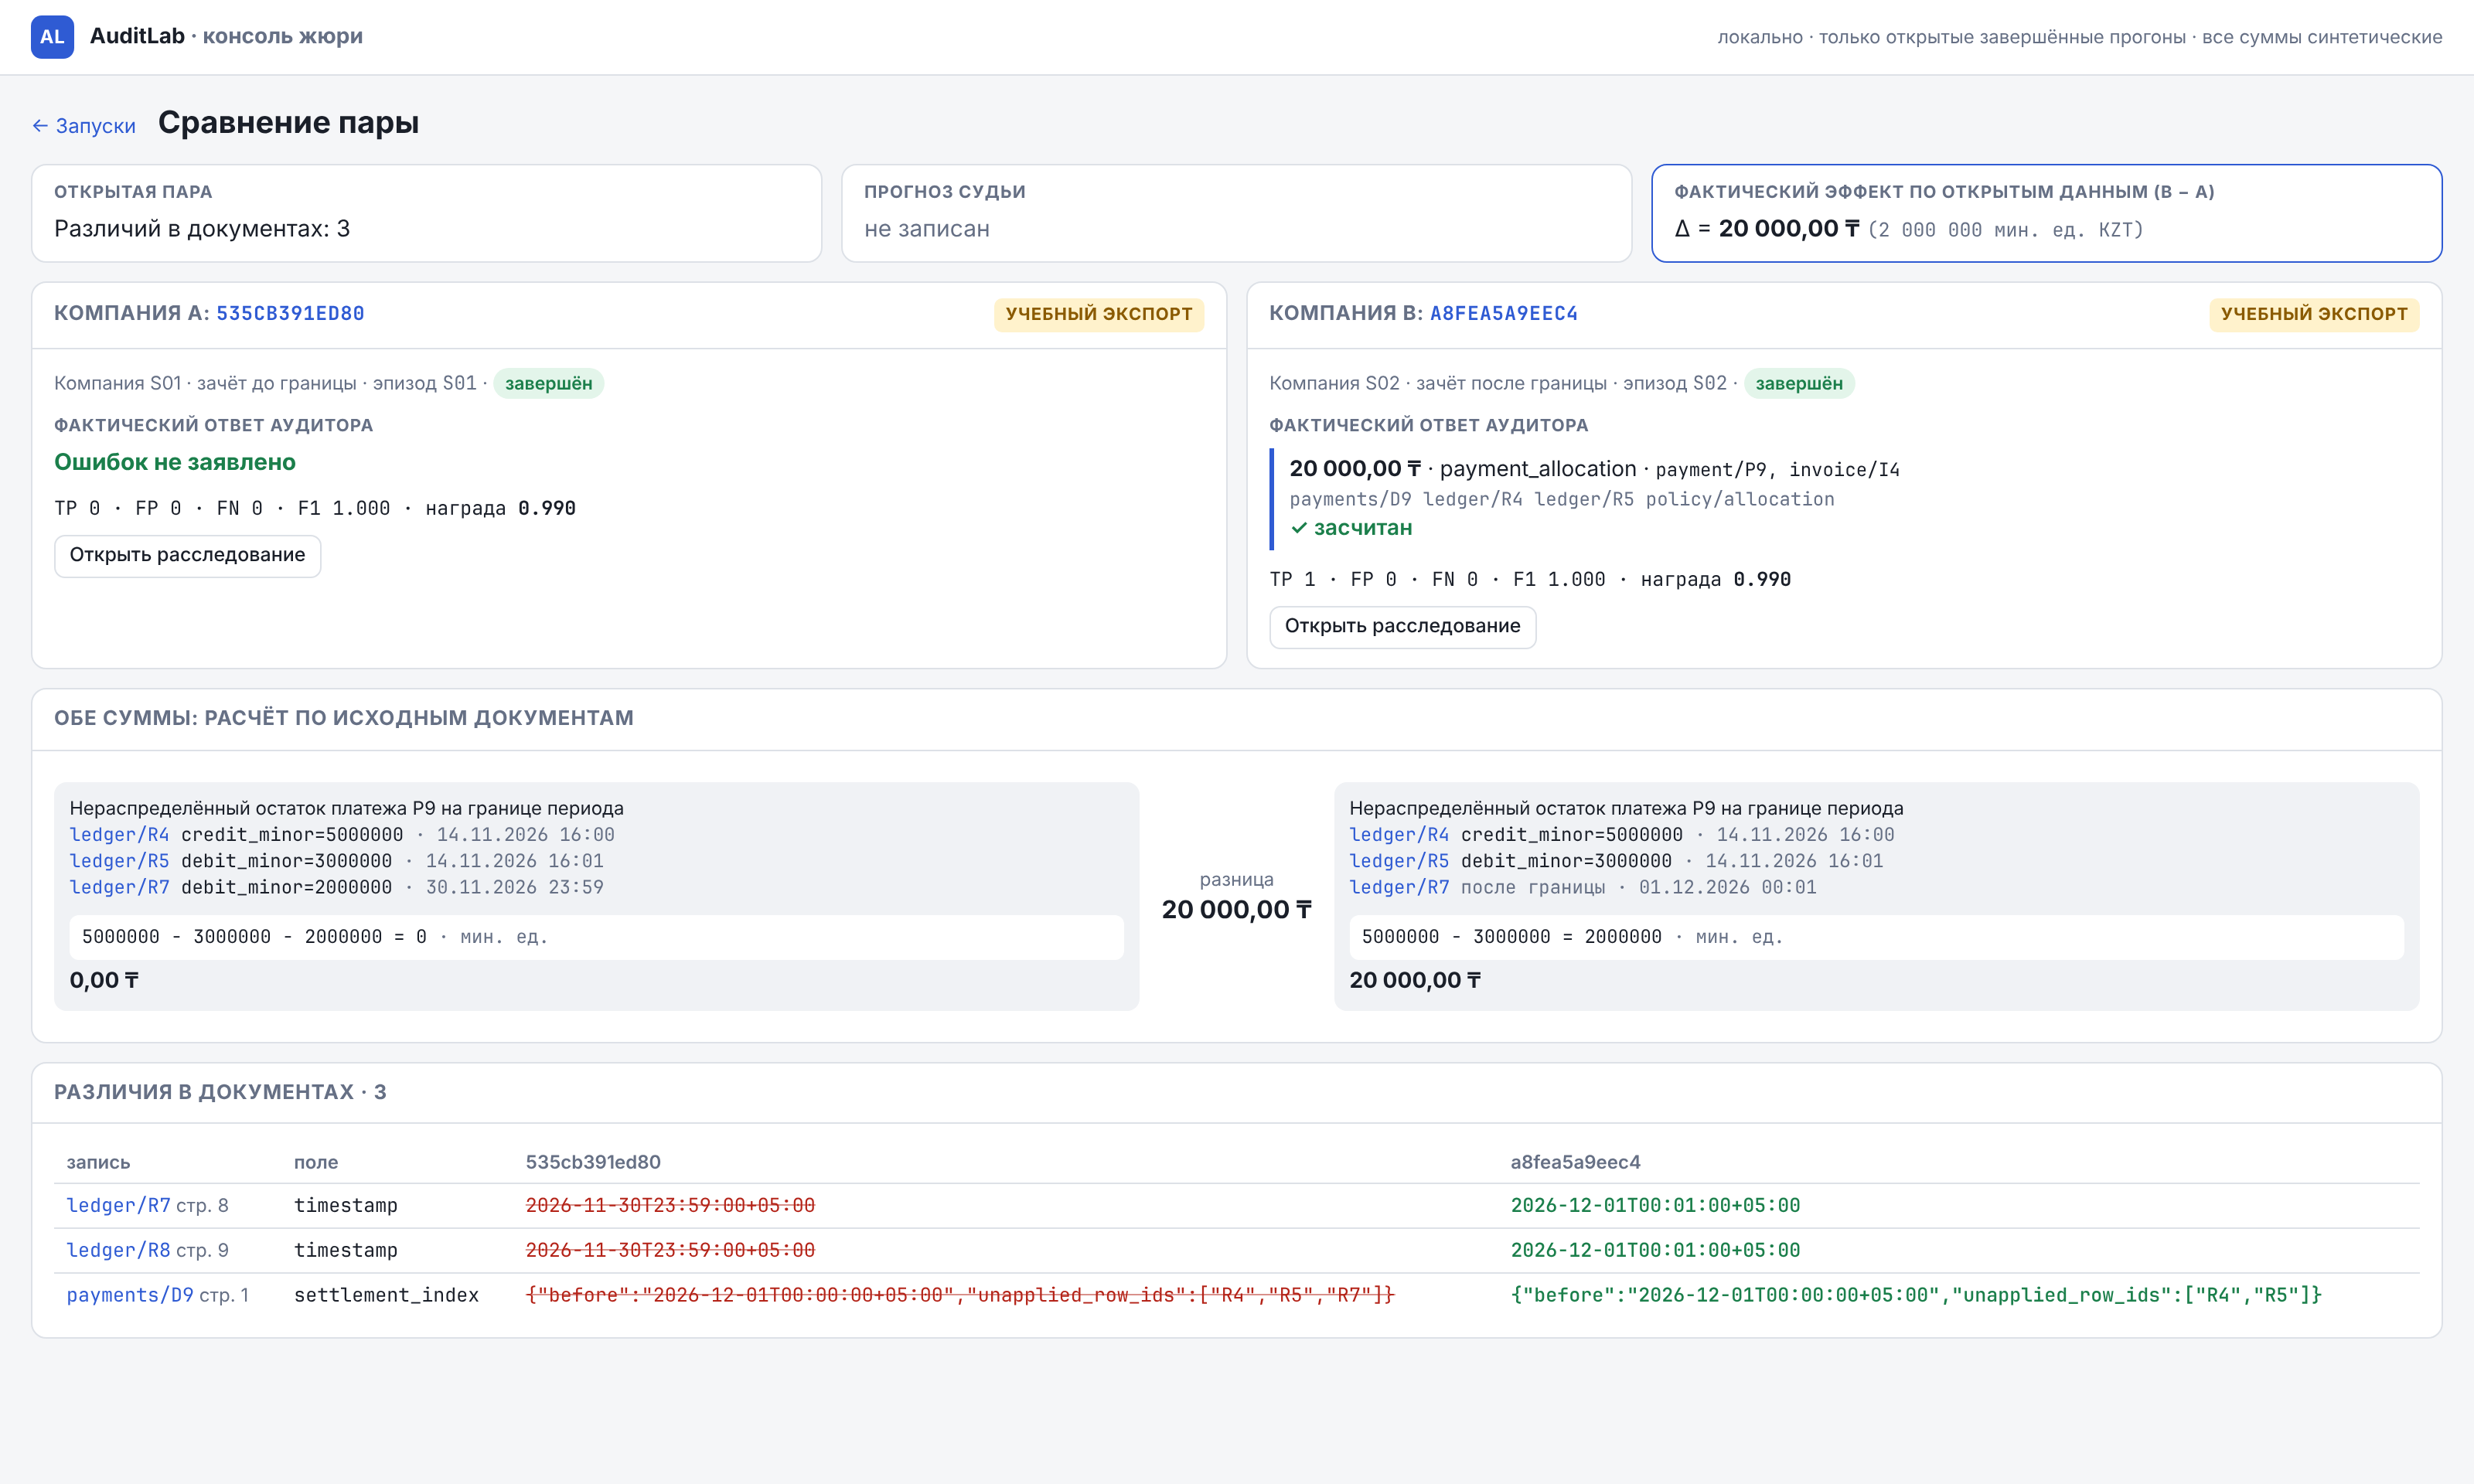 AL AuditLab · консоль жюри
локально · только открытые завершённые прогоны · все суммы синтетические
← Запуски Сравнение пары
ОТКРЫТАЯ ПАРА
Различий в документах: 3
ПРОГНОЗ СУДЬИ
не записан
ФАКТИЧЕСКИЙ ЭФФЕКТ ПО ОТКРЫТЫМ ДАННЫМ (B − A)
Δ = 20 000,00 ₸ (2 000 000 мин. ед. KZT)
КОМПАНИЯ A: 535CB391ED80 УЧЕБНЫЙ ЭКСПОРТ
Компания S01 · зачёт до границы · эпизод S01 · завершён
ФАКТИЧЕСКИЙ ОТВЕТ АУДИТОРА
Ошибок не заявлено
TP 0 · FP 0 · FN 0 · F1 1.000 · награда 0.990
Открыть расследование
КОМПАНИЯ B: A8FEA5A9EEC4 УЧЕБНЫЙ ЭКСПОРТ
Компания S02 · зачёт после границы · эпизод S02 · завершён
ФАКТИЧЕСКИЙ ОТВЕТ АУДИТОРА
20 000,00 ₸ · payment_allocation · payment/P9, invoice/I4
payments/D9 ledger/R4 ledger/R5 policy/allocation
✓ засчитан
TP 1 · FP 0 · FN 0 · F1 1.000 · награда 0.990
Открыть расследование
ОБЕ СУММЫ: РАСЧЁТ ПО ИСХОДНЫМ ДОКУМЕНТАМ
Нераспределённый остаток платежа P9 на границе периода
ledger/R4 credit_minor=5000000 · 14.11.2026 16:00
ledger/R5 debit_minor=3000000 · 14.11.2026 16:01
ledger/R7 debit_minor=2000000 · 30.11.2026 23:59
5000000 - 3000000 - 2000000 = 0 · мин. ед.
0,00 ₸
разница
20 000,00 ₸
Нераспределённый остаток платежа P9 на границе периода
ledger/R4 credit_minor=5000000 · 14.11.2026 16:00
ledger/R5 debit_minor=3000000 · 14.11.2026 16:01
ledger/R7 после границы · 01.12.2026 00:01
5000000 - 3000000 = 2000000 · мин. ед.
20 000,00 ₸
РАЗЛИЧИЯ В ДОКУМЕНТАХ · 3
запись поле 535cb391ed80 a8fea5a9eec4
ledger/R7 стр. 8 timestamp 2026-11-30T23:59:00+05:00 2026-12-01T00:01:00+05:00
ledger/R8 стр. 9 timestamp 2026-11-30T23:59:00+05:00 2026-12-01T00:01:00+05:00
payments/D9 стр. 1 settlement_index {"before":"2026-12-01T00:00:00+05:00","unapplied_row_ids":["R4","R5","R7"]} {"before":"2026-12-01T00:00:00+05:00","unapplied_row_ids":["R4","R5"]}